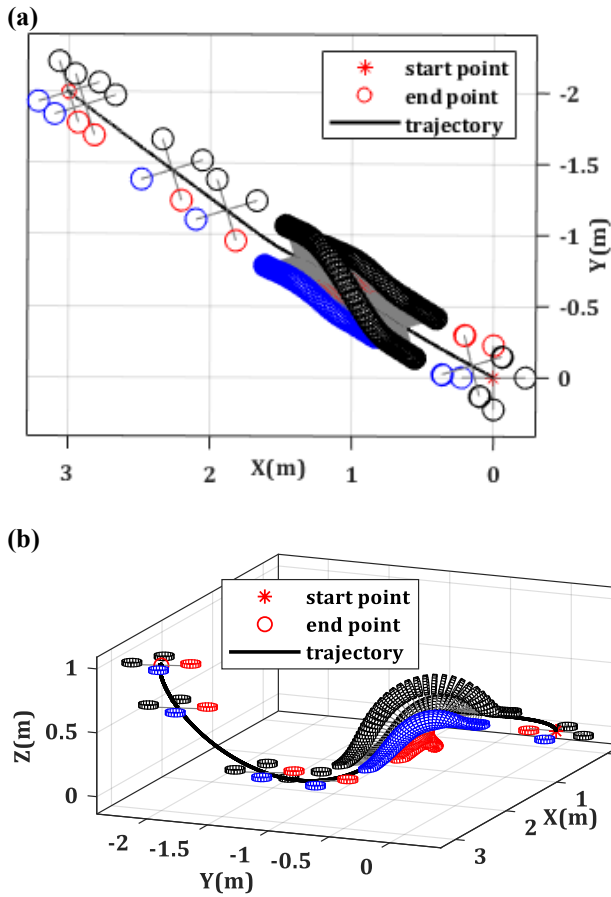 (a)
start point
end point
trajectory
-2
-1.5
-1
-0.5
0
Y(m)
3
2
1
0
X(m)
(b)
start point
end point
trajectory
1
0.5
0
Z(m)
-2
-1.5
-1
-0.5
0
Y(m)
3
2
1
X(m)